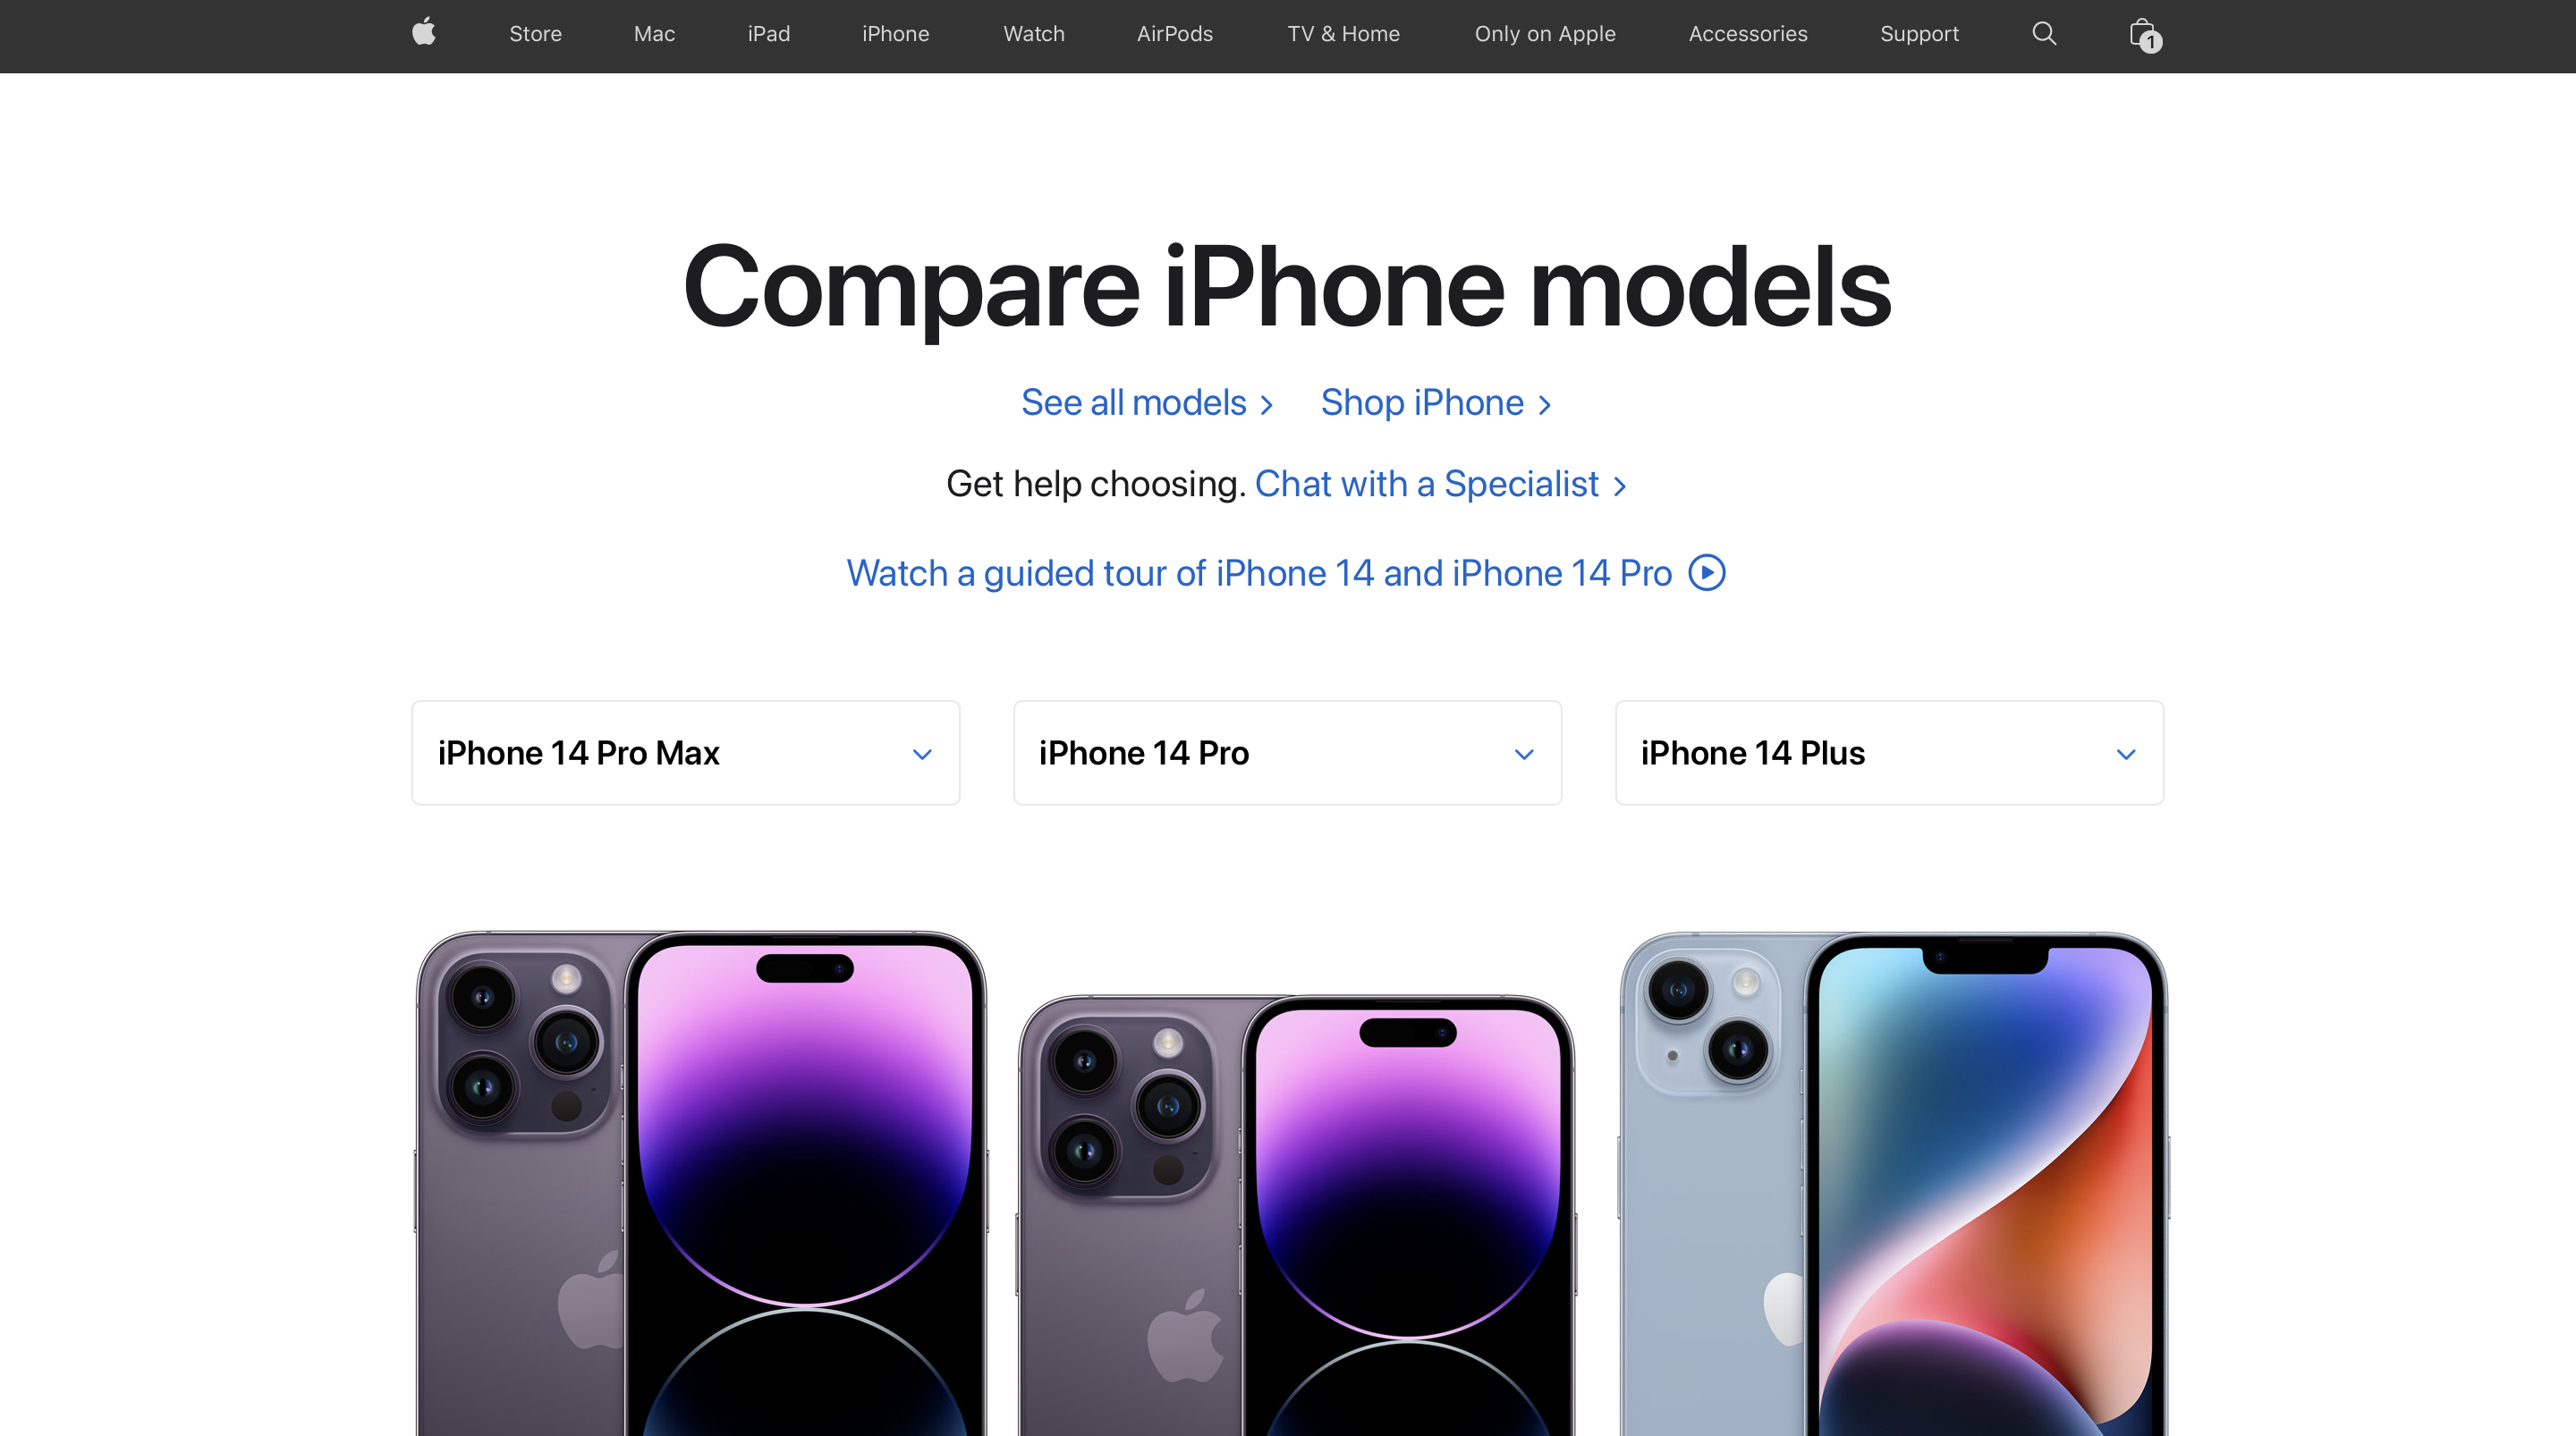 Store Mac iPad iPhone Watch AirPods TV & Home Only on Apple Accessories Support 1
Compare iPhone models
See all models > Shop iPhone >
Get help choosing. Chat with a Specialist >
Watch a guided tour of iPhone 14 and iPhone 14 Pro
iPhone 14 Pro Max iPhone 14 Pro iPhone 14 Plus